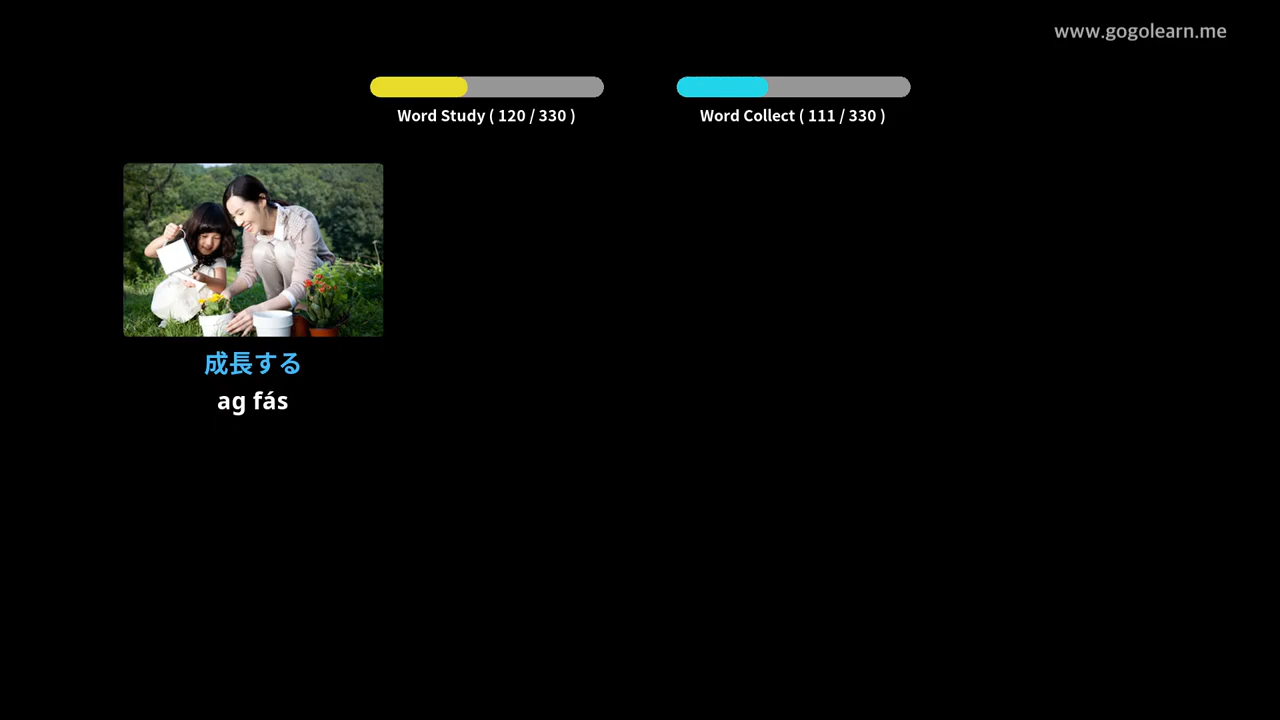 www.gogolearn.me
Word Study ( 120 / 330 )
Word Collect ( 111 / 330 )
成長する
ag fás